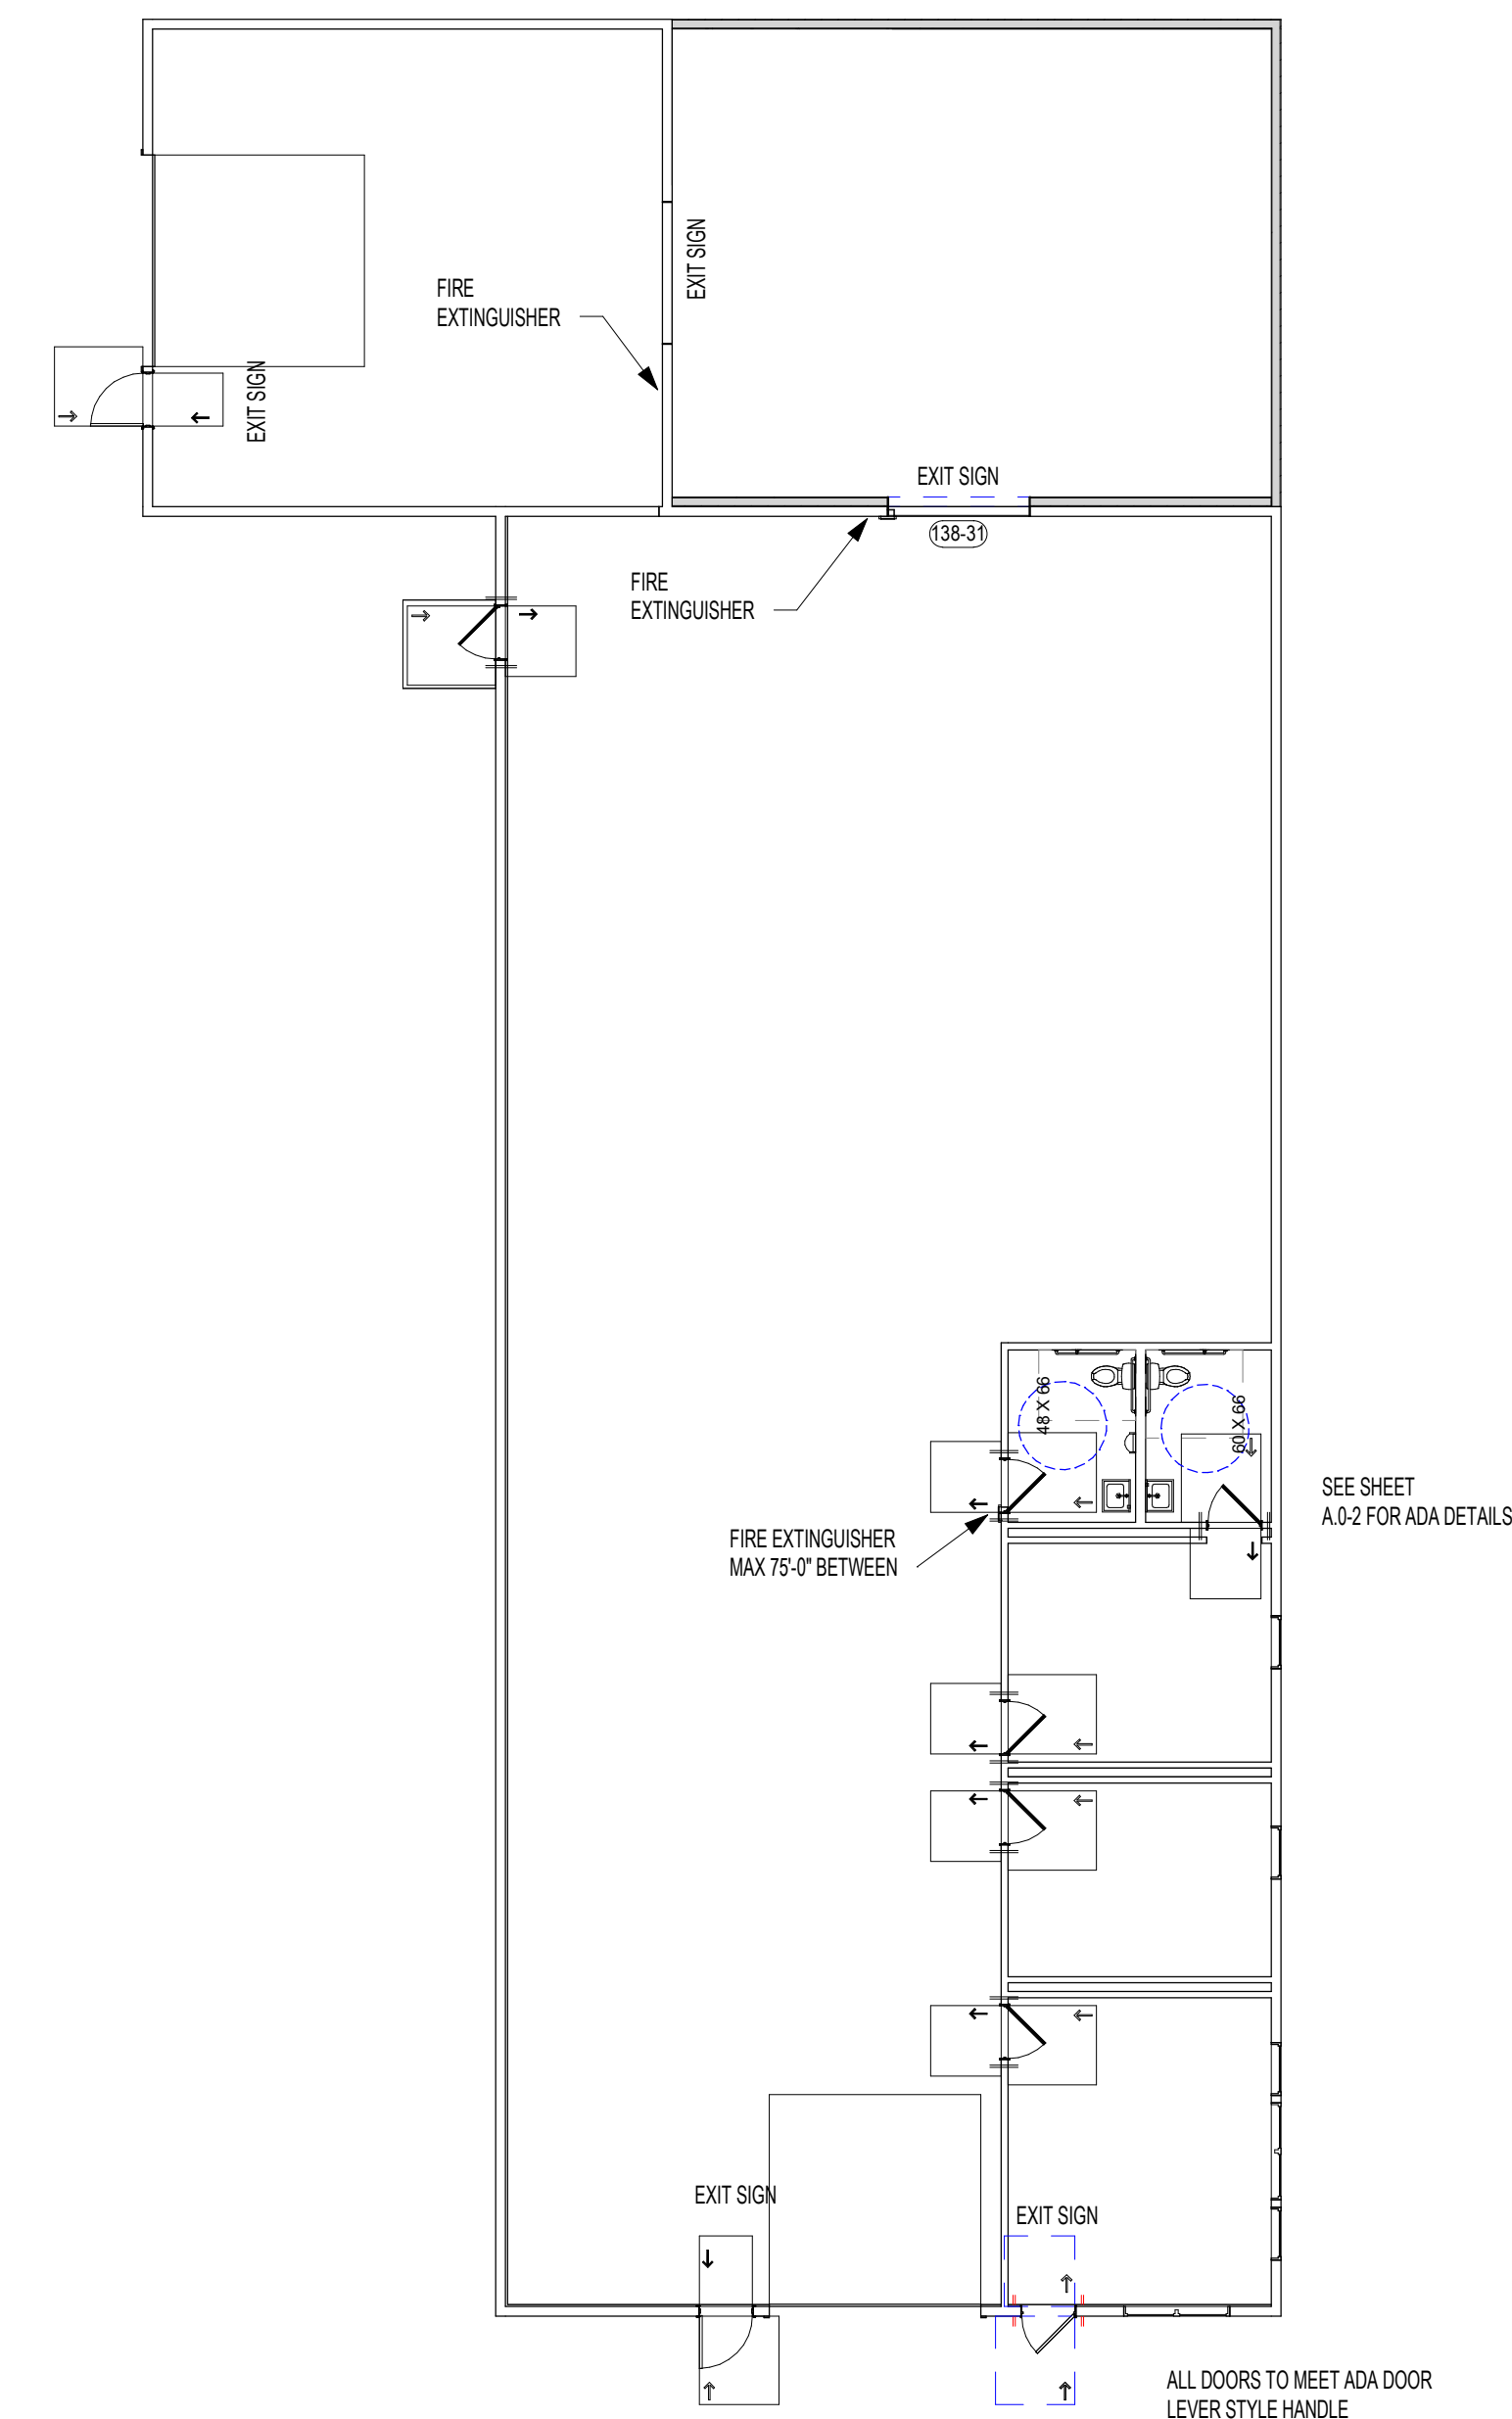 EXIT SIGN
FIRE
EXTINGUISHER
EXIT SIGN
EXIT SIGN
138-31
FIRE
EXTINGUISHER
48 X 66
60 X 66
SEE SHEET
A.0-2 FOR ADA DETAILS
FIRE EXTINGUISHER
MAX 75'-0" BETWEEN
EXIT SIGN
EXIT SIGN
ALL DOORS TO MEET ADA DOOR
LEVER STYLE HANDLE